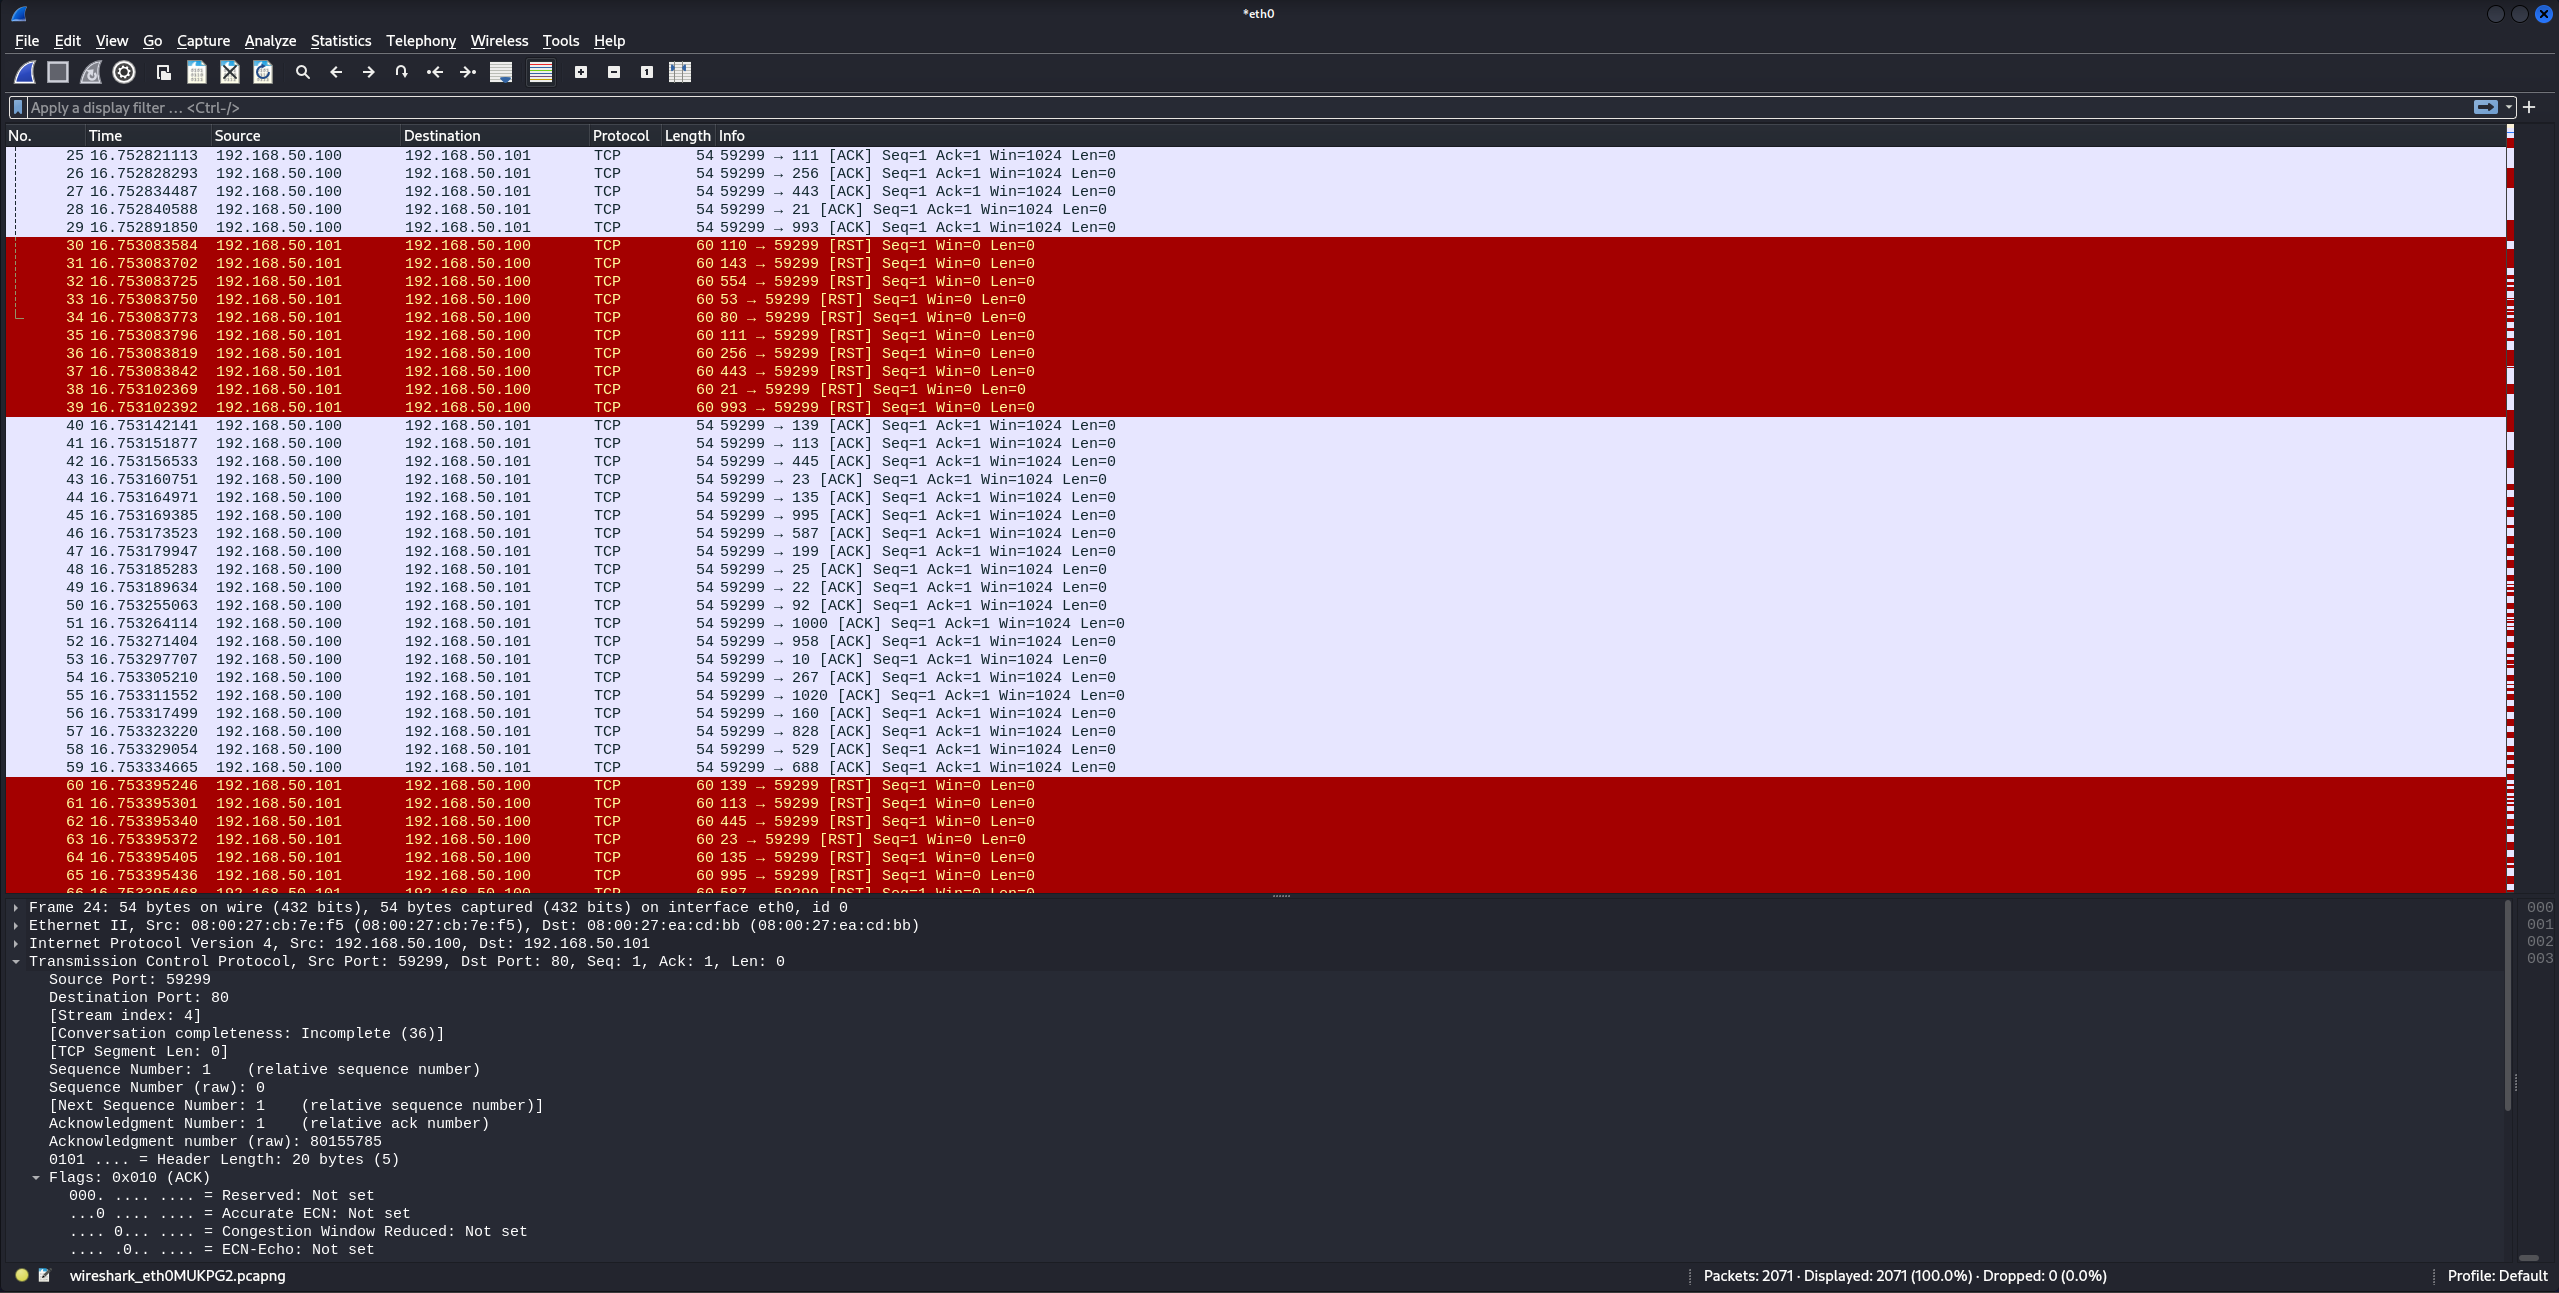 *eth0
File Edit View Go Capture Analyze Statistics Telephony Wireless Tools Help
Apply a display filter … <Ctrl-/>
No. Time Source Destination Protocol Length Info
25 16.752821113 192.168.50.100 192.168.50.101 TCP 54 59299 → 111 [ACK] Seq=1 Ack=1 Win=1024 Len=0
26 16.752828293 192.168.50.100 192.168.50.101 TCP 54 59299 → 256 [ACK] Seq=1 Ack=1 Win=1024 Len=0
27 16.752834487 192.168.50.100 192.168.50.101 TCP 54 59299 → 443 [ACK] Seq=1 Ack=1 Win=1024 Len=0
28 16.752840588 192.168.50.100 192.168.50.101 TCP 54 59299 → 21 [ACK] Seq=1 Ack=1 Win=1024 Len=0
29 16.752891850 192.168.50.100 192.168.50.101 TCP 54 59299 → 993 [ACK] Seq=1 Ack=1 Win=1024 Len=0
30 16.753083584 192.168.50.101 192.168.50.100 TCP 60 110 → 59299 [RST] Seq=1 Win=0 Len=0
31 16.753083702 192.168.50.101 192.168.50.100 TCP 60 143 → 59299 [RST] Seq=1 Win=0 Len=0
32 16.753083725 192.168.50.101 192.168.50.100 TCP 60 554 → 59299 [RST] Seq=1 Win=0 Len=0
33 16.753083750 192.168.50.101 192.168.50.100 TCP 60 53 → 59299 [RST] Seq=1 Win=0 Len=0
34 16.753083773 192.168.50.101 192.168.50.100 TCP 60 80 → 59299 [RST] Seq=1 Win=0 Len=0
35 16.753083796 192.168.50.101 192.168.50.100 TCP 60 111 → 59299 [RST] Seq=1 Win=0 Len=0
36 16.753083819 192.168.50.101 192.168.50.100 TCP 60 256 → 59299 [RST] Seq=1 Win=0 Len=0
37 16.753083842 192.168.50.101 192.168.50.100 TCP 60 443 → 59299 [RST] Seq=1 Win=0 Len=0
38 16.753102369 192.168.50.101 192.168.50.100 TCP 60 21 → 59299 [RST] Seq=1 Win=0 Len=0
39 16.753102392 192.168.50.101 192.168.50.100 TCP 60 993 → 59299 [RST] Seq=1 Win=0 Len=0
40 16.753142141 192.168.50.100 192.168.50.101 TCP 54 59299 → 139 [ACK] Seq=1 Ack=1 Win=1024 Len=0
41 16.753151877 192.168.50.100 192.168.50.101 TCP 54 59299 → 113 [ACK] Seq=1 Ack=1 Win=1024 Len=0
42 16.753156533 192.168.50.100 192.168.50.101 TCP 54 59299 → 445 [ACK] Seq=1 Ack=1 Win=1024 Len=0
43 16.753160751 192.168.50.100 192.168.50.101 TCP 54 59299 → 23 [ACK] Seq=1 Ack=1 Win=1024 Len=0
44 16.753164971 192.168.50.100 192.168.50.101 TCP 54 59299 → 135 [ACK] Seq=1 Ack=1 Win=1024 Len=0
45 16.753169385 192.168.50.100 192.168.50.101 TCP 54 59299 → 995 [ACK] Seq=1 Ack=1 Win=1024 Len=0
46 16.753173523 192.168.50.100 192.168.50.101 TCP 54 59299 → 587 [ACK] Seq=1 Ack=1 Win=1024 Len=0
47 16.753179947 192.168.50.100 192.168.50.101 TCP 54 59299 → 199 [ACK] Seq=1 Ack=1 Win=1024 Len=0
48 16.753185283 192.168.50.100 192.168.50.101 TCP 54 59299 → 25 [ACK] Seq=1 Ack=1 Win=1024 Len=0
49 16.753189634 192.168.50.100 192.168.50.101 TCP 54 59299 → 22 [ACK] Seq=1 Ack=1 Win=1024 Len=0
50 16.753255063 192.168.50.100 192.168.50.101 TCP 54 59299 → 92 [ACK] Seq=1 Ack=1 Win=1024 Len=0
51 16.753264114 192.168.50.100 192.168.50.101 TCP 54 59299 → 1000 [ACK] Seq=1 Ack=1 Win=1024 Len=0
52 16.753271404 192.168.50.100 192.168.50.101 TCP 54 59299 → 958 [ACK] Seq=1 Ack=1 Win=1024 Len=0
53 16.753297707 192.168.50.100 192.168.50.101 TCP 54 59299 → 10 [ACK] Seq=1 Ack=1 Win=1024 Len=0
54 16.753305210 192.168.50.100 192.168.50.101 TCP 54 59299 → 267 [ACK] Seq=1 Ack=1 Win=1024 Len=0
55 16.753311552 192.168.50.100 192.168.50.101 TCP 54 59299 → 1020 [ACK] Seq=1 Ack=1 Win=1024 Len=0
56 16.753317499 192.168.50.100 192.168.50.101 TCP 54 59299 → 160 [ACK] Seq=1 Ack=1 Win=1024 Len=0
57 16.753323220 192.168.50.100 192.168.50.101 TCP 54 59299 → 828 [ACK] Seq=1 Ack=1 Win=1024 Len=0
58 16.753329054 192.168.50.100 192.168.50.101 TCP 54 59299 → 529 [ACK] Seq=1 Ack=1 Win=1024 Len=0
59 16.753334665 192.168.50.100 192.168.50.101 TCP 54 59299 → 688 [ACK] Seq=1 Ack=1 Win=1024 Len=0
60 16.753395246 192.168.50.101 192.168.50.100 TCP 60 139 → 59299 [RST] Seq=1 Win=0 Len=0
61 16.753395301 192.168.50.101 192.168.50.100 TCP 60 113 → 59299 [RST] Seq=1 Win=0 Len=0
62 16.753395340 192.168.50.101 192.168.50.100 TCP 60 445 → 59299 [RST] Seq=1 Win=0 Len=0
63 16.753395372 192.168.50.101 192.168.50.100 TCP 60 23 → 59299 [RST] Seq=1 Win=0 Len=0
64 16.753395405 192.168.50.101 192.168.50.100 TCP 60 135 → 59299 [RST] Seq=1 Win=0 Len=0
65 16.753395436 192.168.50.101 192.168.50.100 TCP 60 995 → 59299 [RST] Seq=1 Win=0 Len=0
66 16.753395468 192.168.50.101 192.168.50.100 TCP 60 587 → 59299 [RST] Seq=1 Win=0 Len=0
Frame 24: 54 bytes on wire (432 bits), 54 bytes captured (432 bits) on interface eth0, id 0
Ethernet II, Src: 08:00:27:cb:7e:f5 (08:00:27:cb:7e:f5), Dst: 08:00:27:ea:cd:bb (08:00:27:ea:cd:bb)
Internet Protocol Version 4, Src: 192.168.50.100, Dst: 192.168.50.101
Transmission Control Protocol, Src Port: 59299, Dst Port: 80, Seq: 1, Ack: 1, Len: 0
Source Port: 59299
Destination Port: 80
[Stream index: 4]
[Conversation completeness: Incomplete (36)]
[TCP Segment Len: 0]
Sequence Number: 1 (relative sequence number)
Sequence Number (raw): 0
[Next Sequence Number: 1 (relative sequence number)]
Acknowledgment Number: 1 (relative ack number)
Acknowledgment number (raw): 80155785
0101 .... = Header Length: 20 bytes (5)
Flags: 0x010 (ACK)
000. .... .... = Reserved: Not set
...0 .... .... = Accurate ECN: Not set
.... 0... .... = Congestion Window Reduced: Not set
.... .0.. .... = ECN-Echo: Not set
000
001
002
003
wireshark_eth0MUKPG2.pcapng
Packets: 2071 · Displayed: 2071 (100.0%) · Dropped: 0 (0.0%)
Profile: Default